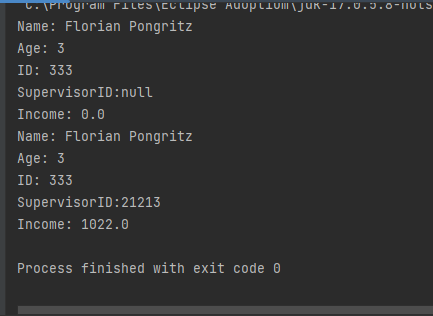 "C:\Program Files\Eclipse Adoptium\jdk-17.0.5.8-hots
Name: Florian Pongritz
Age: 3
ID: 333
SupervisorID:null
Income: 0.0
Name: Florian Pongritz
Age: 3
ID: 333
SupervisorID:21213
Income: 1022.0
Process finished with exit code 0